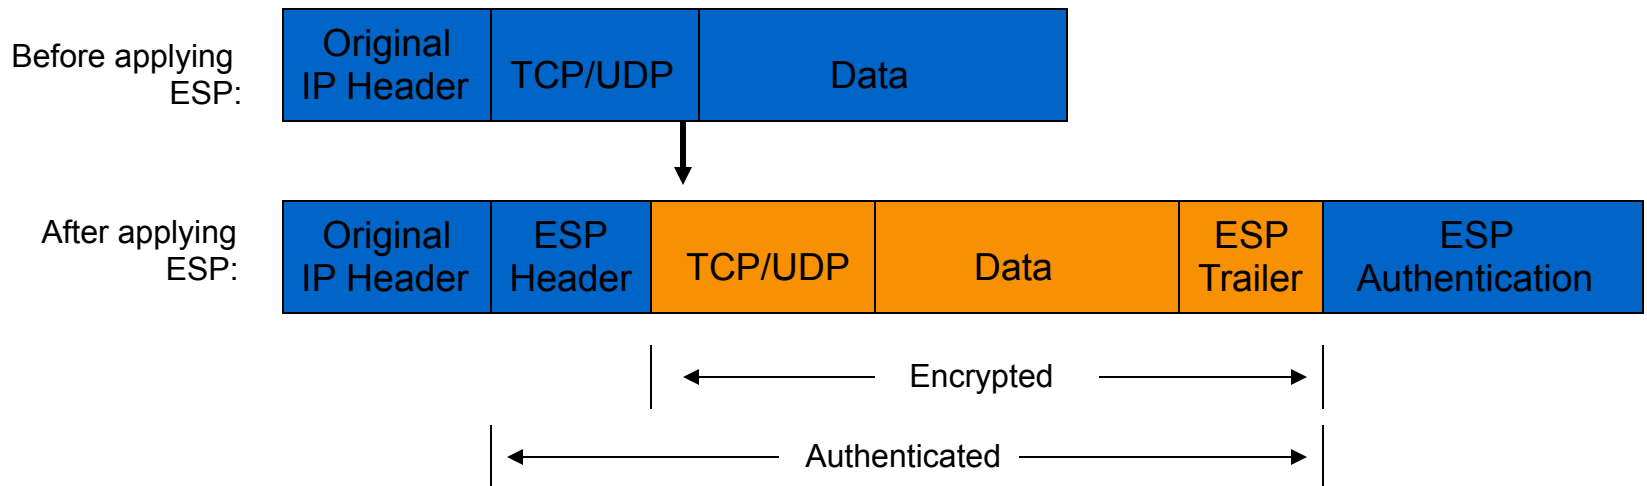 Before applying
ESP:
Original
IP Header
TCP/UDP
Data
After applying
ESP:
Original
IP Header
ESP
Header
TCP/UDP
Data
ESP
Trailer
ESP
Authentication
Encrypted
Authenticated